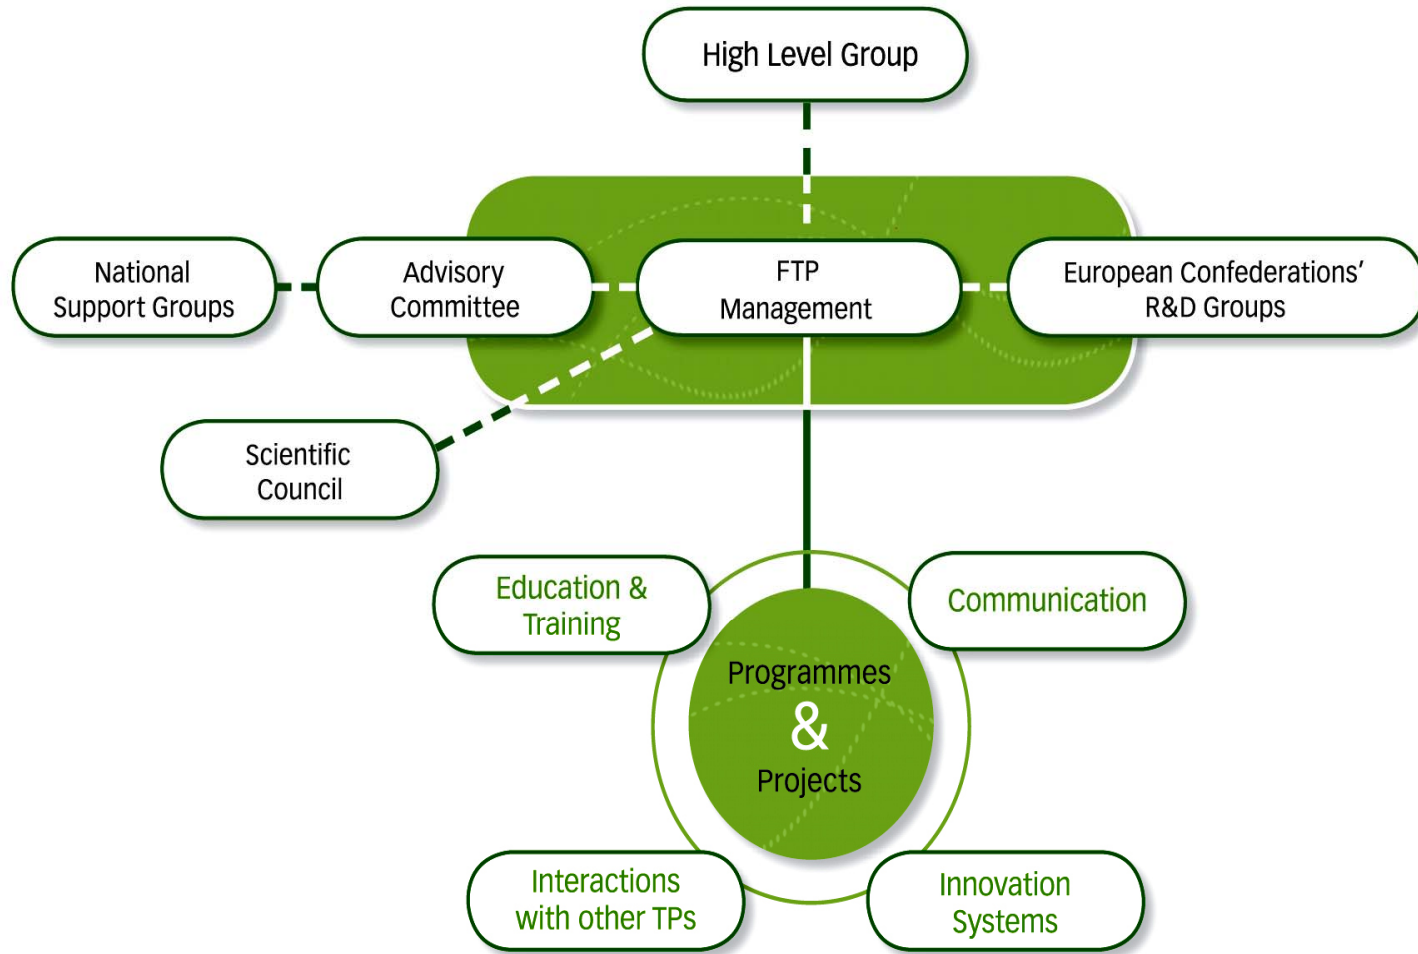 High Level Group
National
Support Groups
Advisory
Committee
FTP
Management
European Confederations’
R&D Groups
Scientific
Council
Education &
Training
Communication
Programmes
&
Projects
Interactions
with other TPs
Innovation
Systems